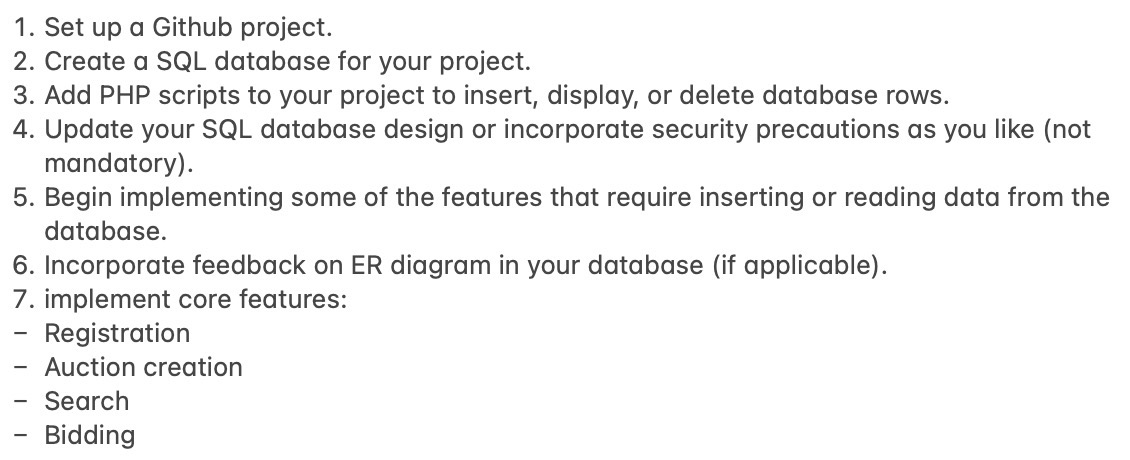 1. Set up a Github project.
2. Create a SQL database for your project.
3. Add PHP scripts to your project to insert, display, or delete database rows.
4. Update your SQL database design or incorporate security precautions as you like (not
mandatory).
5. Begin implementing some of the features that require inserting or reading data from the
database.
6. Incorporate feedback on ER diagram in your database (if applicable).
7. implement core features:
– Registration
– Auction creation
– Search
– Bidding